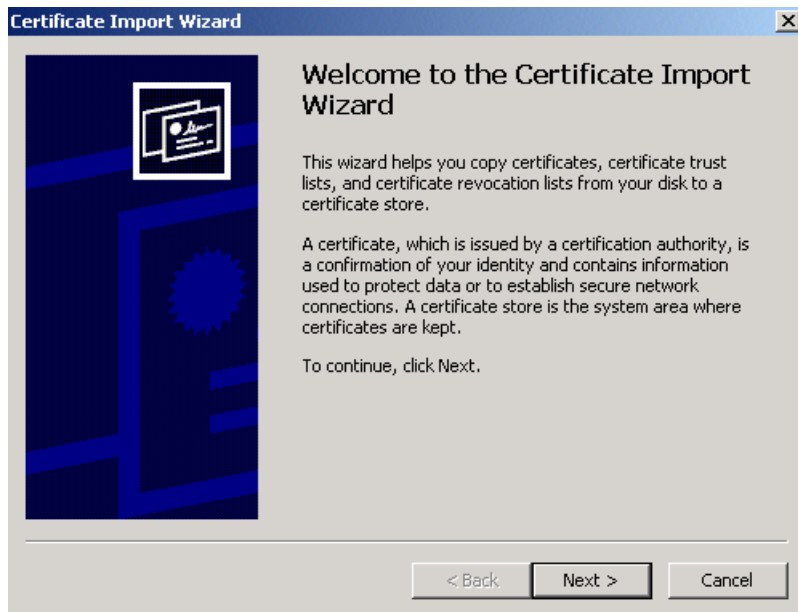 Certificate Import Wizard
Welcome to the Certificate Import
Wizard
This wizard helps you copy certificates, certificate trust
lists, and certificate revocation lists from your disk to a
certificate store.
A certificate, which is issued by a certification authority, is
a confirmation of your identity and contains information
used to protect data or to establish secure network
connections. A certificate store is the system area where
certificates are kept.
To continue, click Next.
< Back
Next >
Cancel